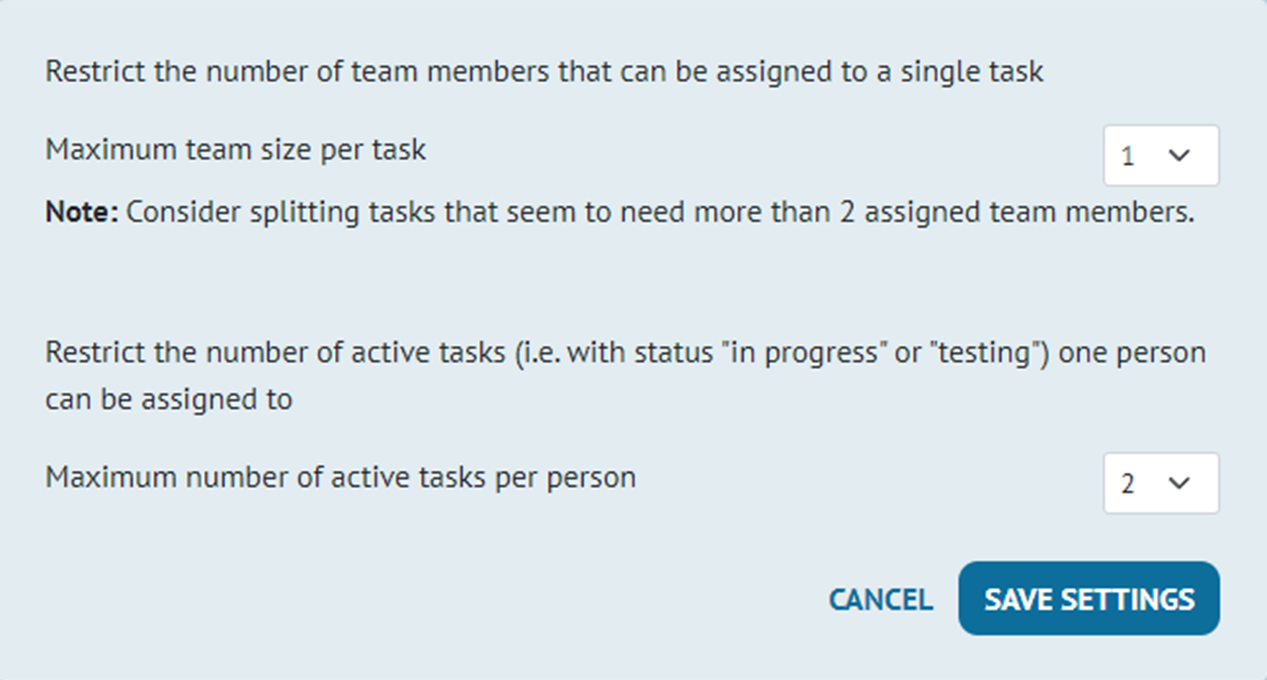 Restrict the number of team members that can be assigned to a single task
Maximum team size per task
1
Note: Consider splitting tasks that seem to need more than 2 assigned team members.
Restrict the number of active tasks (i.e. with status "in progress" or "testing") one person
can be assigned to
Maximum number of active tasks per person
2
CANCEL
SAVE SETTINGS